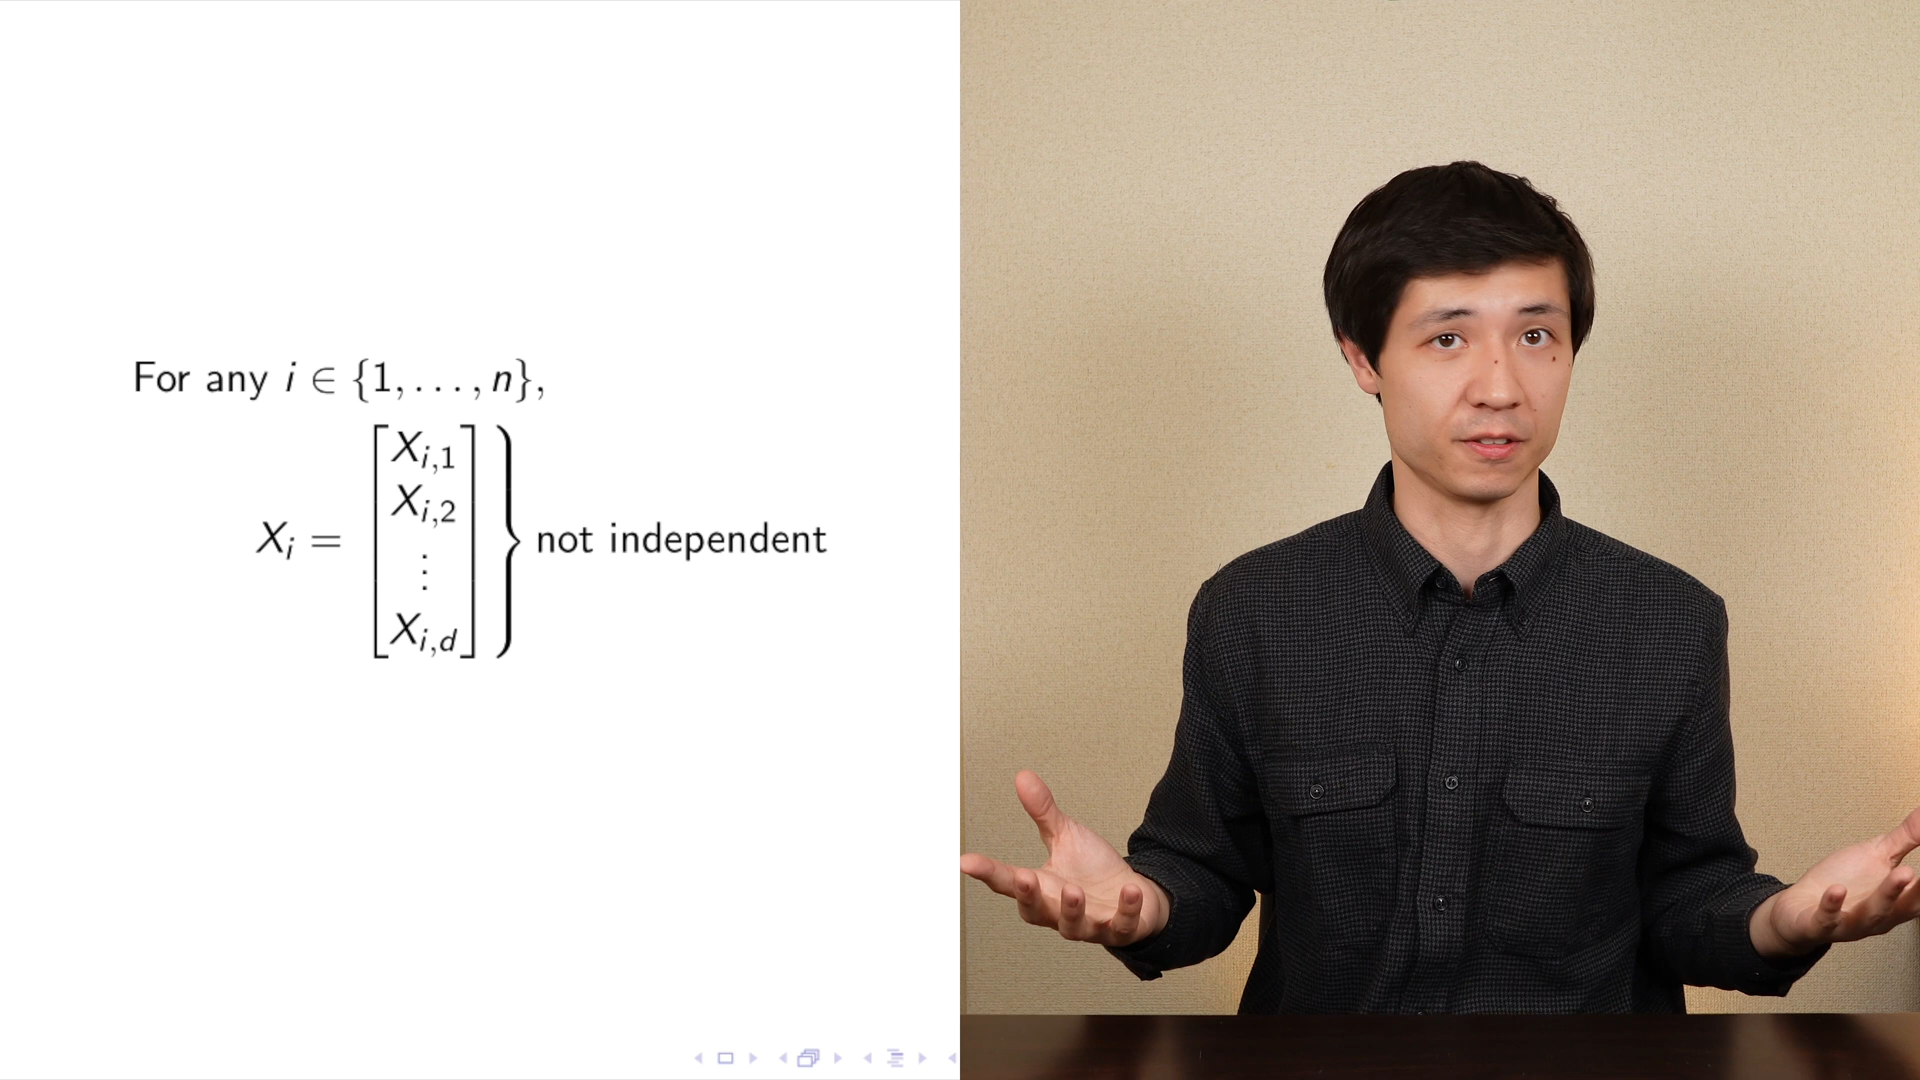 For any i ∈ {1, . . . , n},
X_i = [X_{i,1} X_{i,2} ⋮ X_{i,d}] } not independent